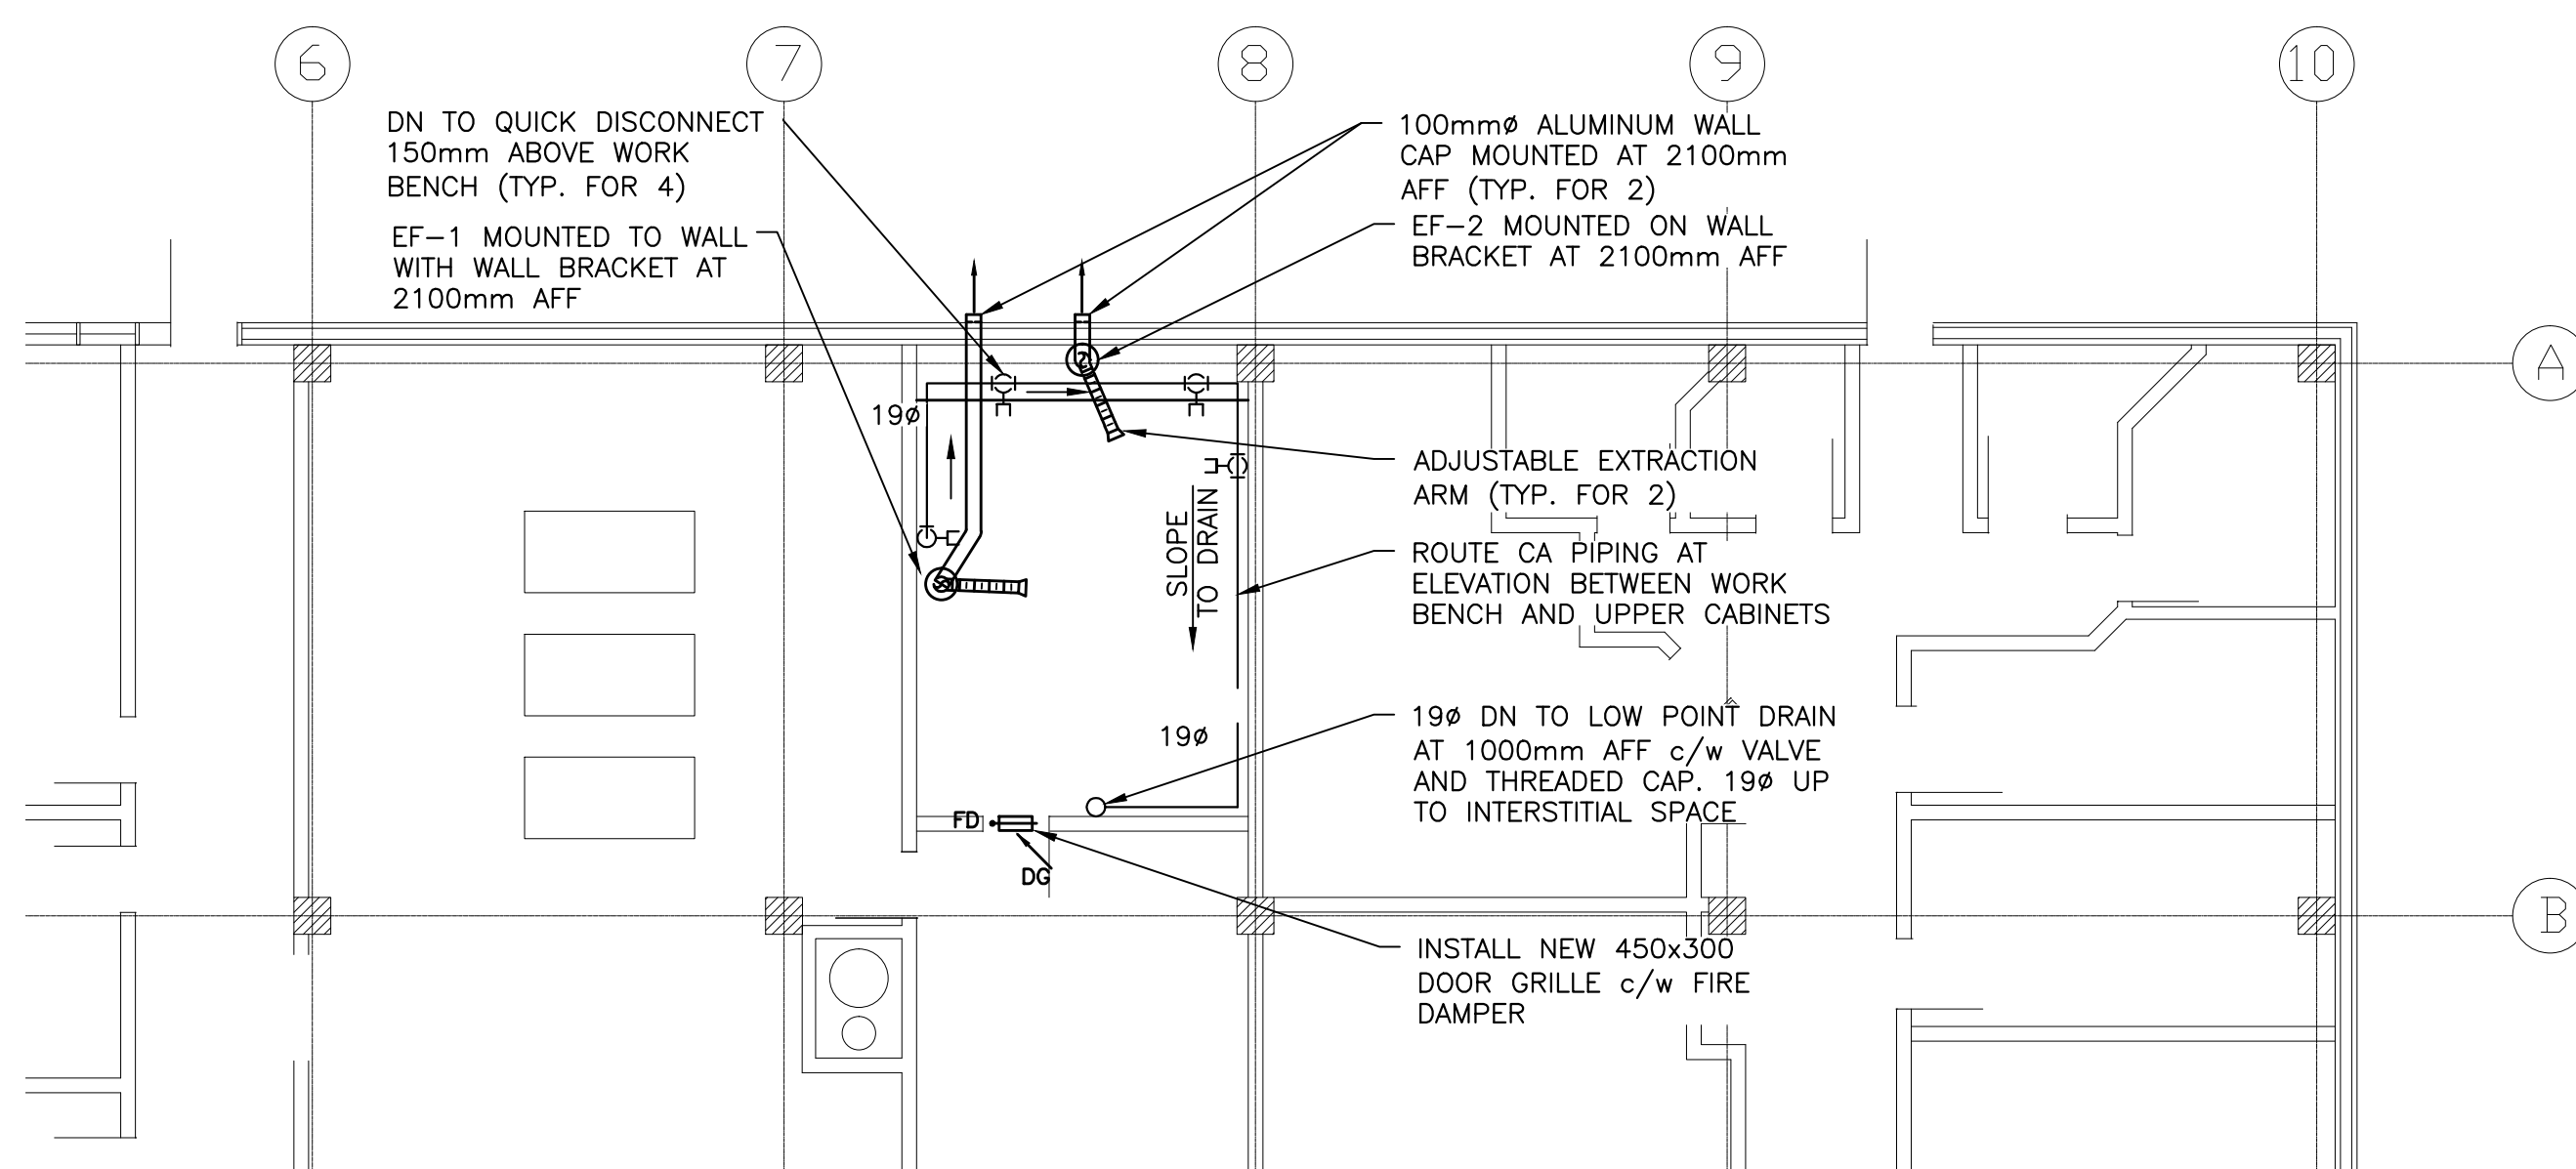 6
7
8
9
10
DN TO QUICK DISCONNECT
150mm ABOVE WORK
BENCH (TYP. FOR 4)
EF-1 MOUNTED TO WALL
WITH WALL BRACKET AT
2100mm AFF
100mmø ALUMINUM WALL
CAP MOUNTED AT 2100mm
AFF (TYP. FOR 2)
EF-2 MOUNTED ON WALL
BRACKET AT 2100mm AFF
A
19ø
ADJUSTABLE EXTRACTION
ARM (TYP. FOR 2)
SLOPE
TO DRAIN
ROUTE CA PIPING AT
ELEVATION BETWEEN WORK
BENCH AND UPPER CABINETS
19ø
19ø DN TO LOW POINT DRAIN
AT 1000mm AFF c/w VALVE
AND THREADED CAP. 19ø UP
TO INTERSTITIAL SPACE
FD
DG
B
INSTALL NEW 450x300
DOOR GRILLE c/w FIRE
DAMPER